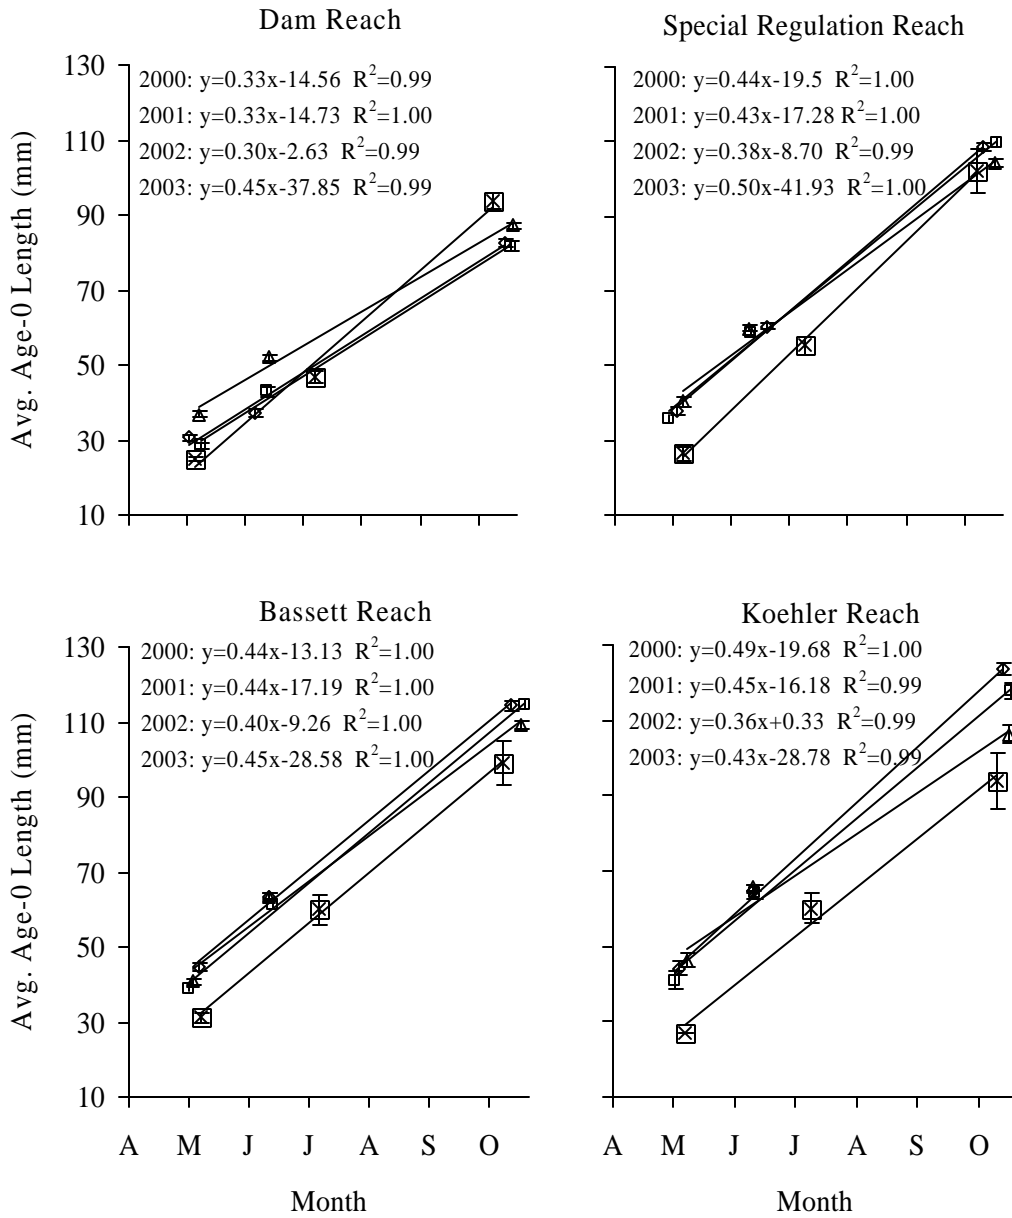 Dam Reach
2000: y=0.33x-14.56 R²=0.99
2001: y=0.33x-14.73 R²=1.00
2002: y=0.30x-2.63 R²=0.99
2003: y=0.45x-37.85 R²=0.99
Avg. Age-0 Length (mm)
130
110
90
70
50
30
10
Special Regulation Reach
2000: y=0.44x-19.5 R²=1.00
2001: y=0.43x-17.28 R²=1.00
2002: y=0.38x-8.70 R²=0.99
2003: y=0.50x-41.93 R²=1.00
Bassett Reach
2000: y=0.44x-13.13 R²=1.00
2001: y=0.44x-17.19 R²=1.00
2002: y=0.40x-9.26 R²=1.00
2003: y=0.45x-28.58 R²=1.00
Avg. Age-0 Length (mm)
130
110
90
70
50
30
10
A M J J A S O
Month
Koehler Reach
2000: y=0.49x-19.68 R²=1.00
2001: y=0.45x-16.18 R²=0.99
2002: y=0.36x+0.33 R²=0.99
2003: y=0.43x-28.78 R²=0.99
A M J J A S O
Month